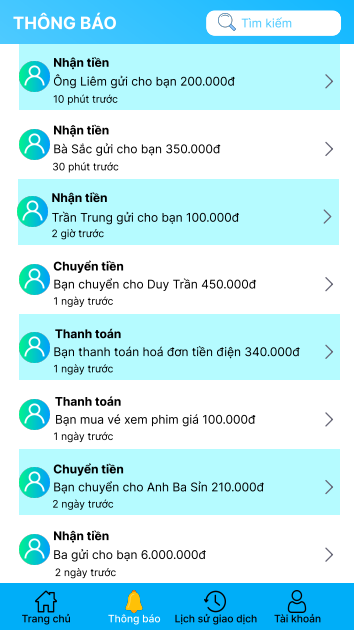 THÔNG BÁO
Tìm kiếm
Nhận tiền
Ông Liêm gửi cho bạn 200.000đ
10 phút trước
Nhận tiền
Bà Sắc gửi cho bạn 350.000đ
30 phút trước
Nhận tiền
Trần Trung gửi cho bạn 100.000đ
2 giờ trước
Chuyển tiền
Bạn chuyển cho Duy Trần 450.000đ
1 ngày trước
Thanh toán
Bạn thanh toán hoá đơn tiền điện 340.000đ
1 ngày trước
Thanh toán
Bạn mua vé xem phim giá 100.000đ
1 ngày trước
Chuyển tiền
Bạn chuyển cho Anh Ba Sỉn 210.000đ
2 ngày trước
Nhận tiền
Ba gửi cho bạn 6.000.000đ
2 ngày trước
Trang chủ
Thông báo
Lịch sử giao dịch
Tài khoản